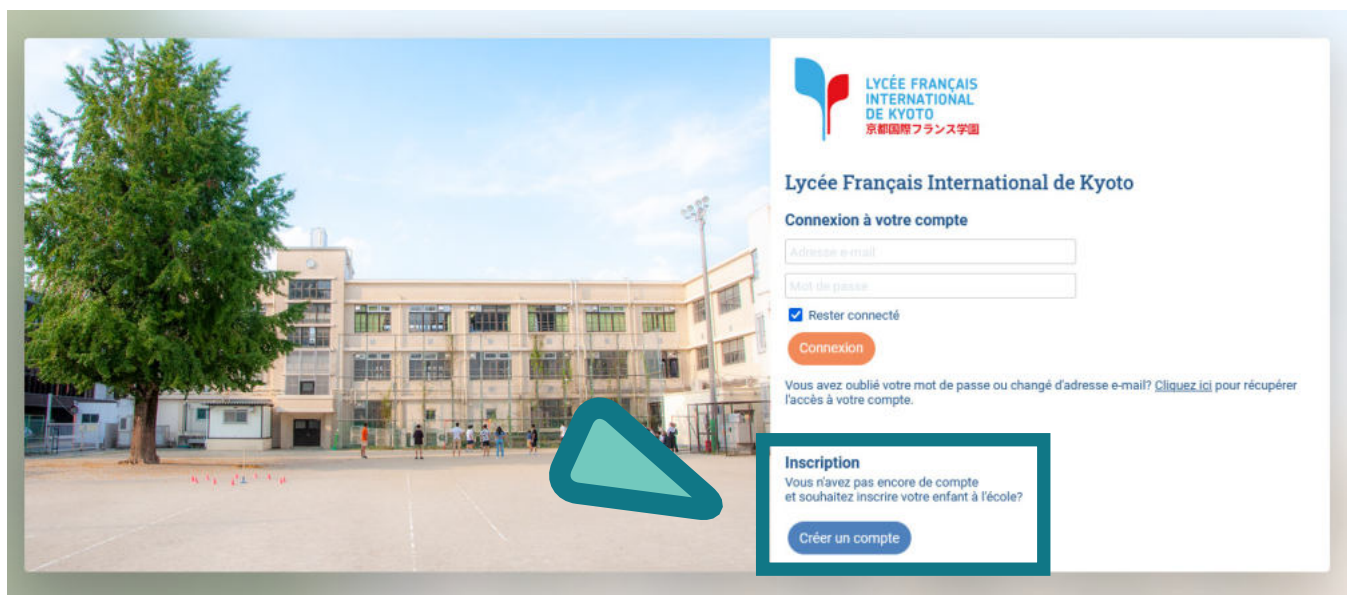 LYCÉE FRANÇAIS
INTERNATIONAL
DE KYOTO
京都国際フランス学園
Lycée Français International de Kyoto
Connexion à votre compte
Adresse e-mail
Mot de passe
Rester connecté
Connexion
Vous avez oublié votre mot de passe ou changé d'adresse e-mail? Cliquez ici pour récupérer
l'accès à votre compte.
Inscription
Vous n'avez pas encore de compte
et souhaitez inscrire votre enfant à l'école?
Créer un compte